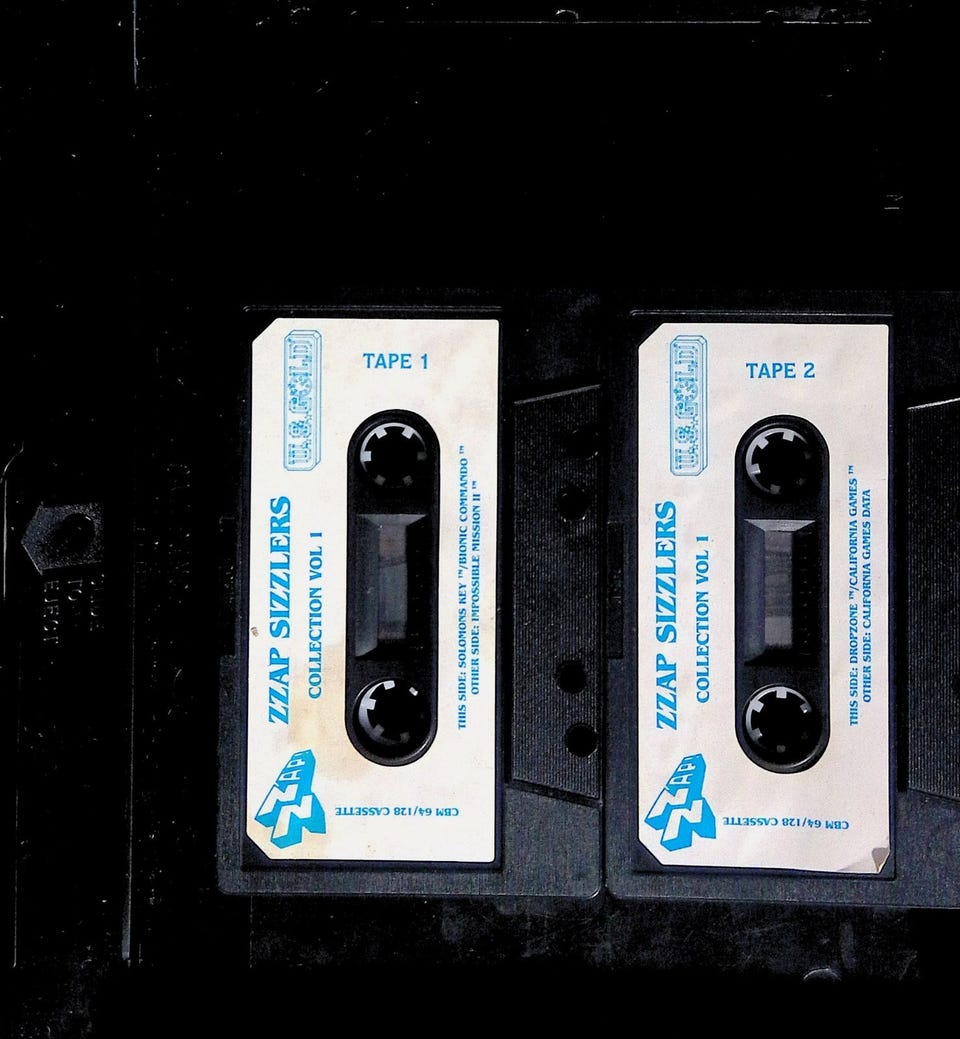 U.S. GOLD
TAPE 1
ZZAP SIZZLERS
COLLECTION VOL 1
THIS SIDE: SOLOMONS KEY ™/BIONIC COMMANDO ™
OTHER SIDE: IMPOSSIBLE MISSION II ™
ZZAP!
CBM 64/128 CASSETTE
U.S. GOLD
TAPE 2
ZZAP SIZZLERS
COLLECTION VOL 1
THIS SIDE: DROPZONE ™/CALIFORNIA GAMES ™
OTHER SIDE: CALIFORNIA GAMES DATA
ZZAP!
CBM 64/128 CASSETTE